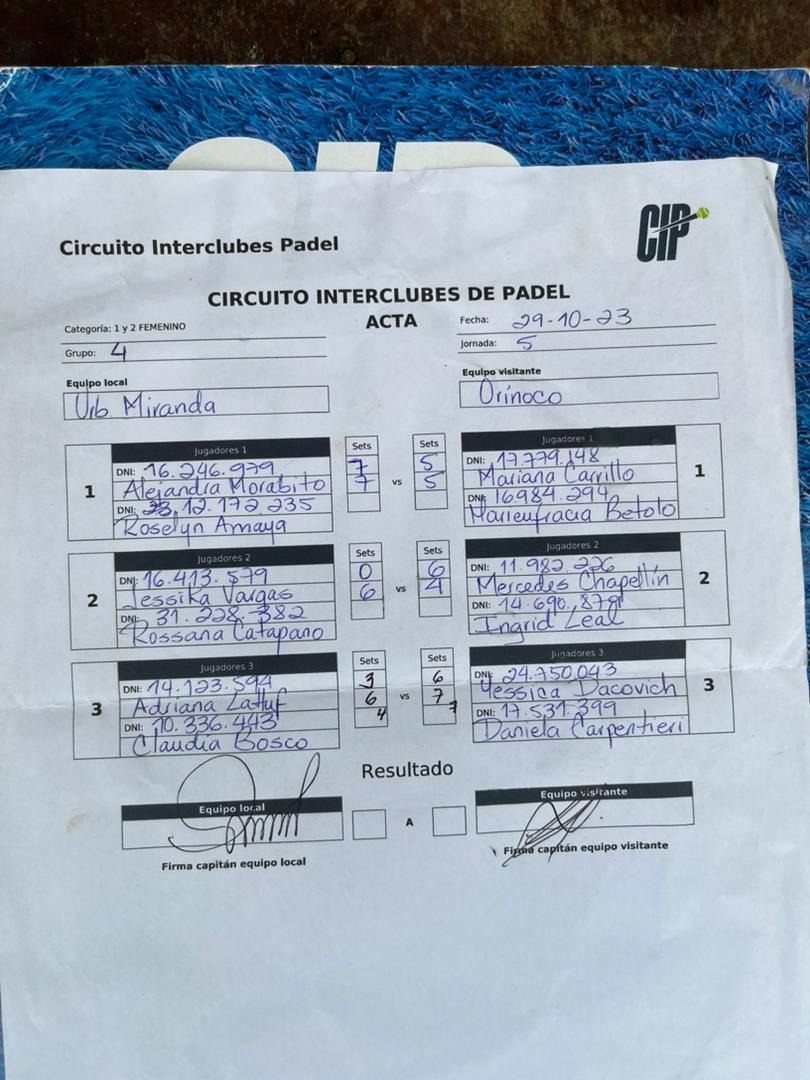 Circuito Interclubes Padel
CIP
CIRCUITO INTERCLUBES DE PADEL
ACTA
Categoría: 1 y 2 FEMENINO
Fecha: 29-10-23
Grupo: 4
Jornada: 5
Equipo local
Equipo visitante
Urb Miranda
Orinoco
Jugadores 1
Sets
Sets
Jugadores 1
1
DNI: 16.246.979
7
5
DNI: 17.779.148
1
Alejandra Morabito
7
vs
5
Mariana Carrillo
DNI: 12.172.235
DNI: 16984.294
Roselyn Amaya
Marieufracia Betolo
Jugadores 2
Sets
Sets
Jugadores 2
2
DNI: 16.413.579
0
6
DNI: 11.982.226
2
Jessika Vargas
6
vs
4
Mercedes Chapellín
DNI: 31.228.382
DNI: 14.690.879
Rossana Catapano
Ingrid Leal
Jugadores 3
Sets
Sets
Jugadores 3
3
DNI: 14.123.594
3
6
DNI: 24.750.043
3
Adriana Lattuf
6
vs
7
Yessica Dacovich
DNI: 10.336.443
4
7
DNI: 17.531.399
Claudia Bosco
Daniela Carpentieri
Resultado
Equipo local
A
Equipo visitante
Firma capitán equipo local
Firma capitán equipo visitante